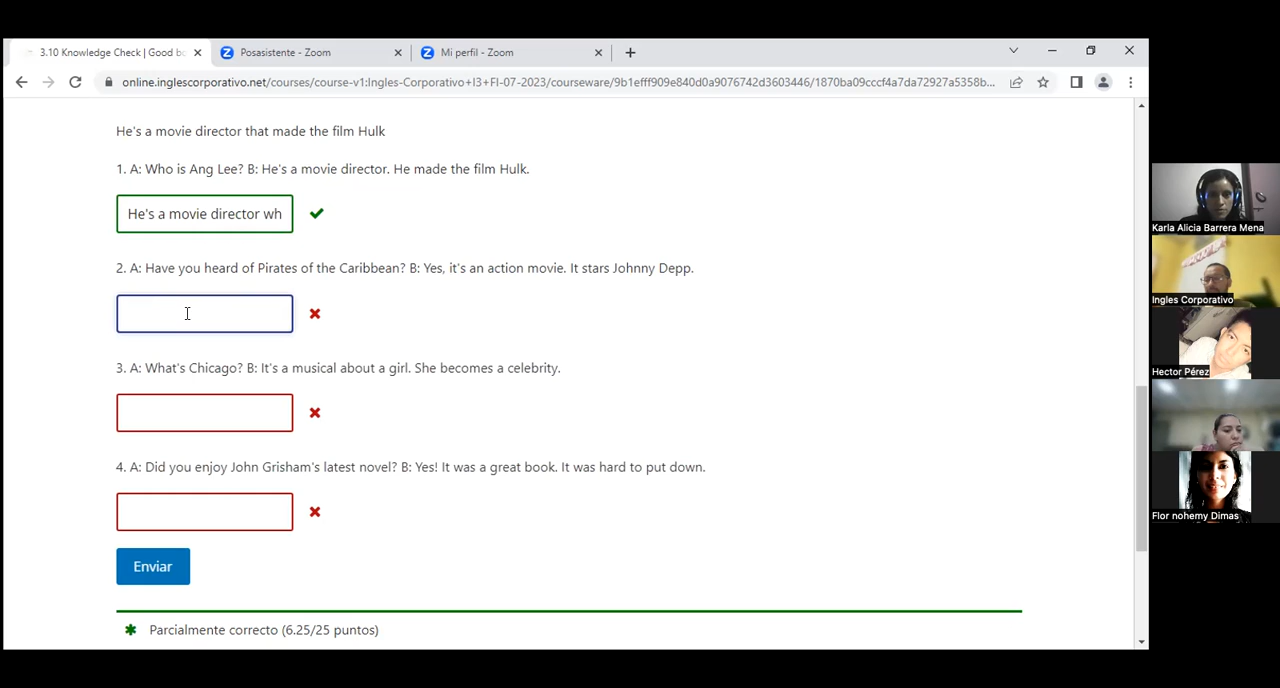 3.10 Knowledge Check | Good bo
Posasistente - Zoom
Mi perfil - Zoom
online.inglescorporativo.net/courses/course-v1:Ingles-Corporativo+I3+FI-07-2023/courseware/9b1efff909e840d0a9076742d3603446/1870ba09cccf4a7da72927a5358b...
He's a movie director that made the film Hulk
1. A: Who is Ang Lee? B: He's a movie director. He made the film Hulk.
He's a movie director wh
2. A: Have you heard of Pirates of the Caribbean? B: Yes, it's an action movie. It stars Johnny Depp.
3. A: What's Chicago? B: It's a musical about a girl. She becomes a celebrity.
4. A: Did you enjoy John Grisham's latest novel? B: Yes! It was a great book. It was hard to put down.
Enviar
Parcialmente correcto (6.25/25 puntos)
Karla Alicia Barrera Mena
Ingles Corporativo
Hector Pérez
Flor nohemy Dimas